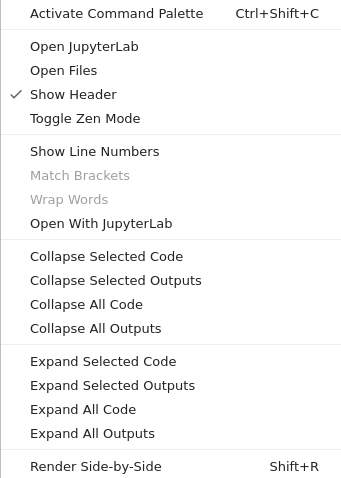 Activate Command Palette Ctrl+Shift+C
Open JupyterLab
Open Files
Show Header
Toggle Zen Mode
Show Line Numbers
Match Brackets
Wrap Words
Open With JupyterLab
Collapse Selected Code
Collapse Selected Outputs
Collapse All Code
Collapse All Outputs
Expand Selected Code
Expand Selected Outputs
Expand All Code
Expand All Outputs
Render Side-by-Side Shift+R